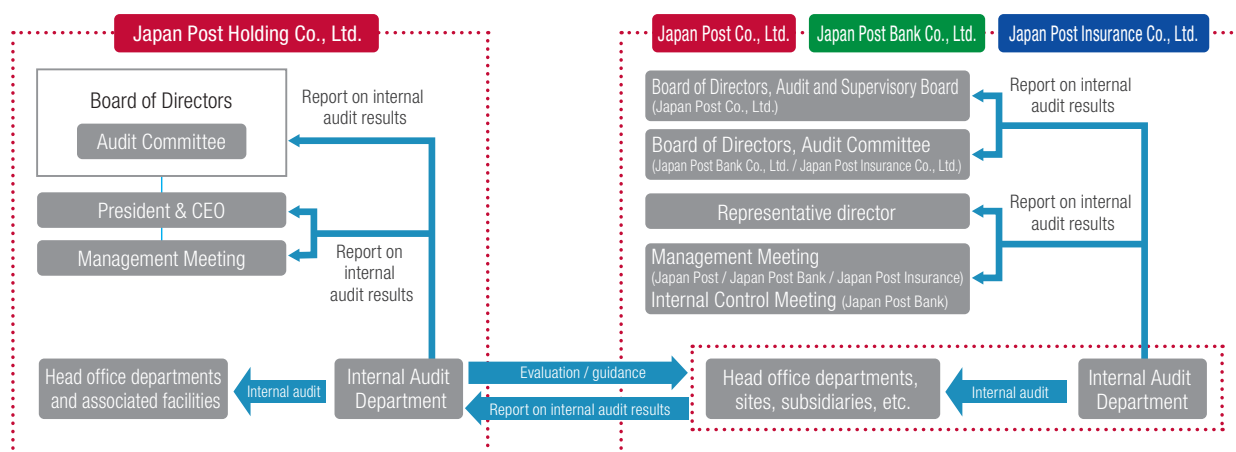 Japan Post Holding Co., Ltd.
Board of Directors
Audit Committee
Report on internal
audit results
President & CEO
Management Meeting
Report on
internal
audit results
Head office departments
and associated facilities
Internal audit
Internal Audit
Department
Evaluation / guidance
Report on internal audit results
Japan Post Co., Ltd.
Japan Post Bank Co., Ltd.
Japan Post Insurance Co., Ltd.
Board of Directors, Audit and Supervisory Board
(Japan Post Co., Ltd.)
Board of Directors, Audit Committee
(Japan Post Bank Co., Ltd. / Japan Post Insurance Co., Ltd.)
Report on internal
audit results
Representative director
Management Meeting
(Japan Post / Japan Post Bank / Japan Post Insurance)
Internal Control Meeting (Japan Post Bank)
Report on internal
audit results
Head office departments,
sites, subsidiaries, etc.
Internal audit
Internal Audit
Department